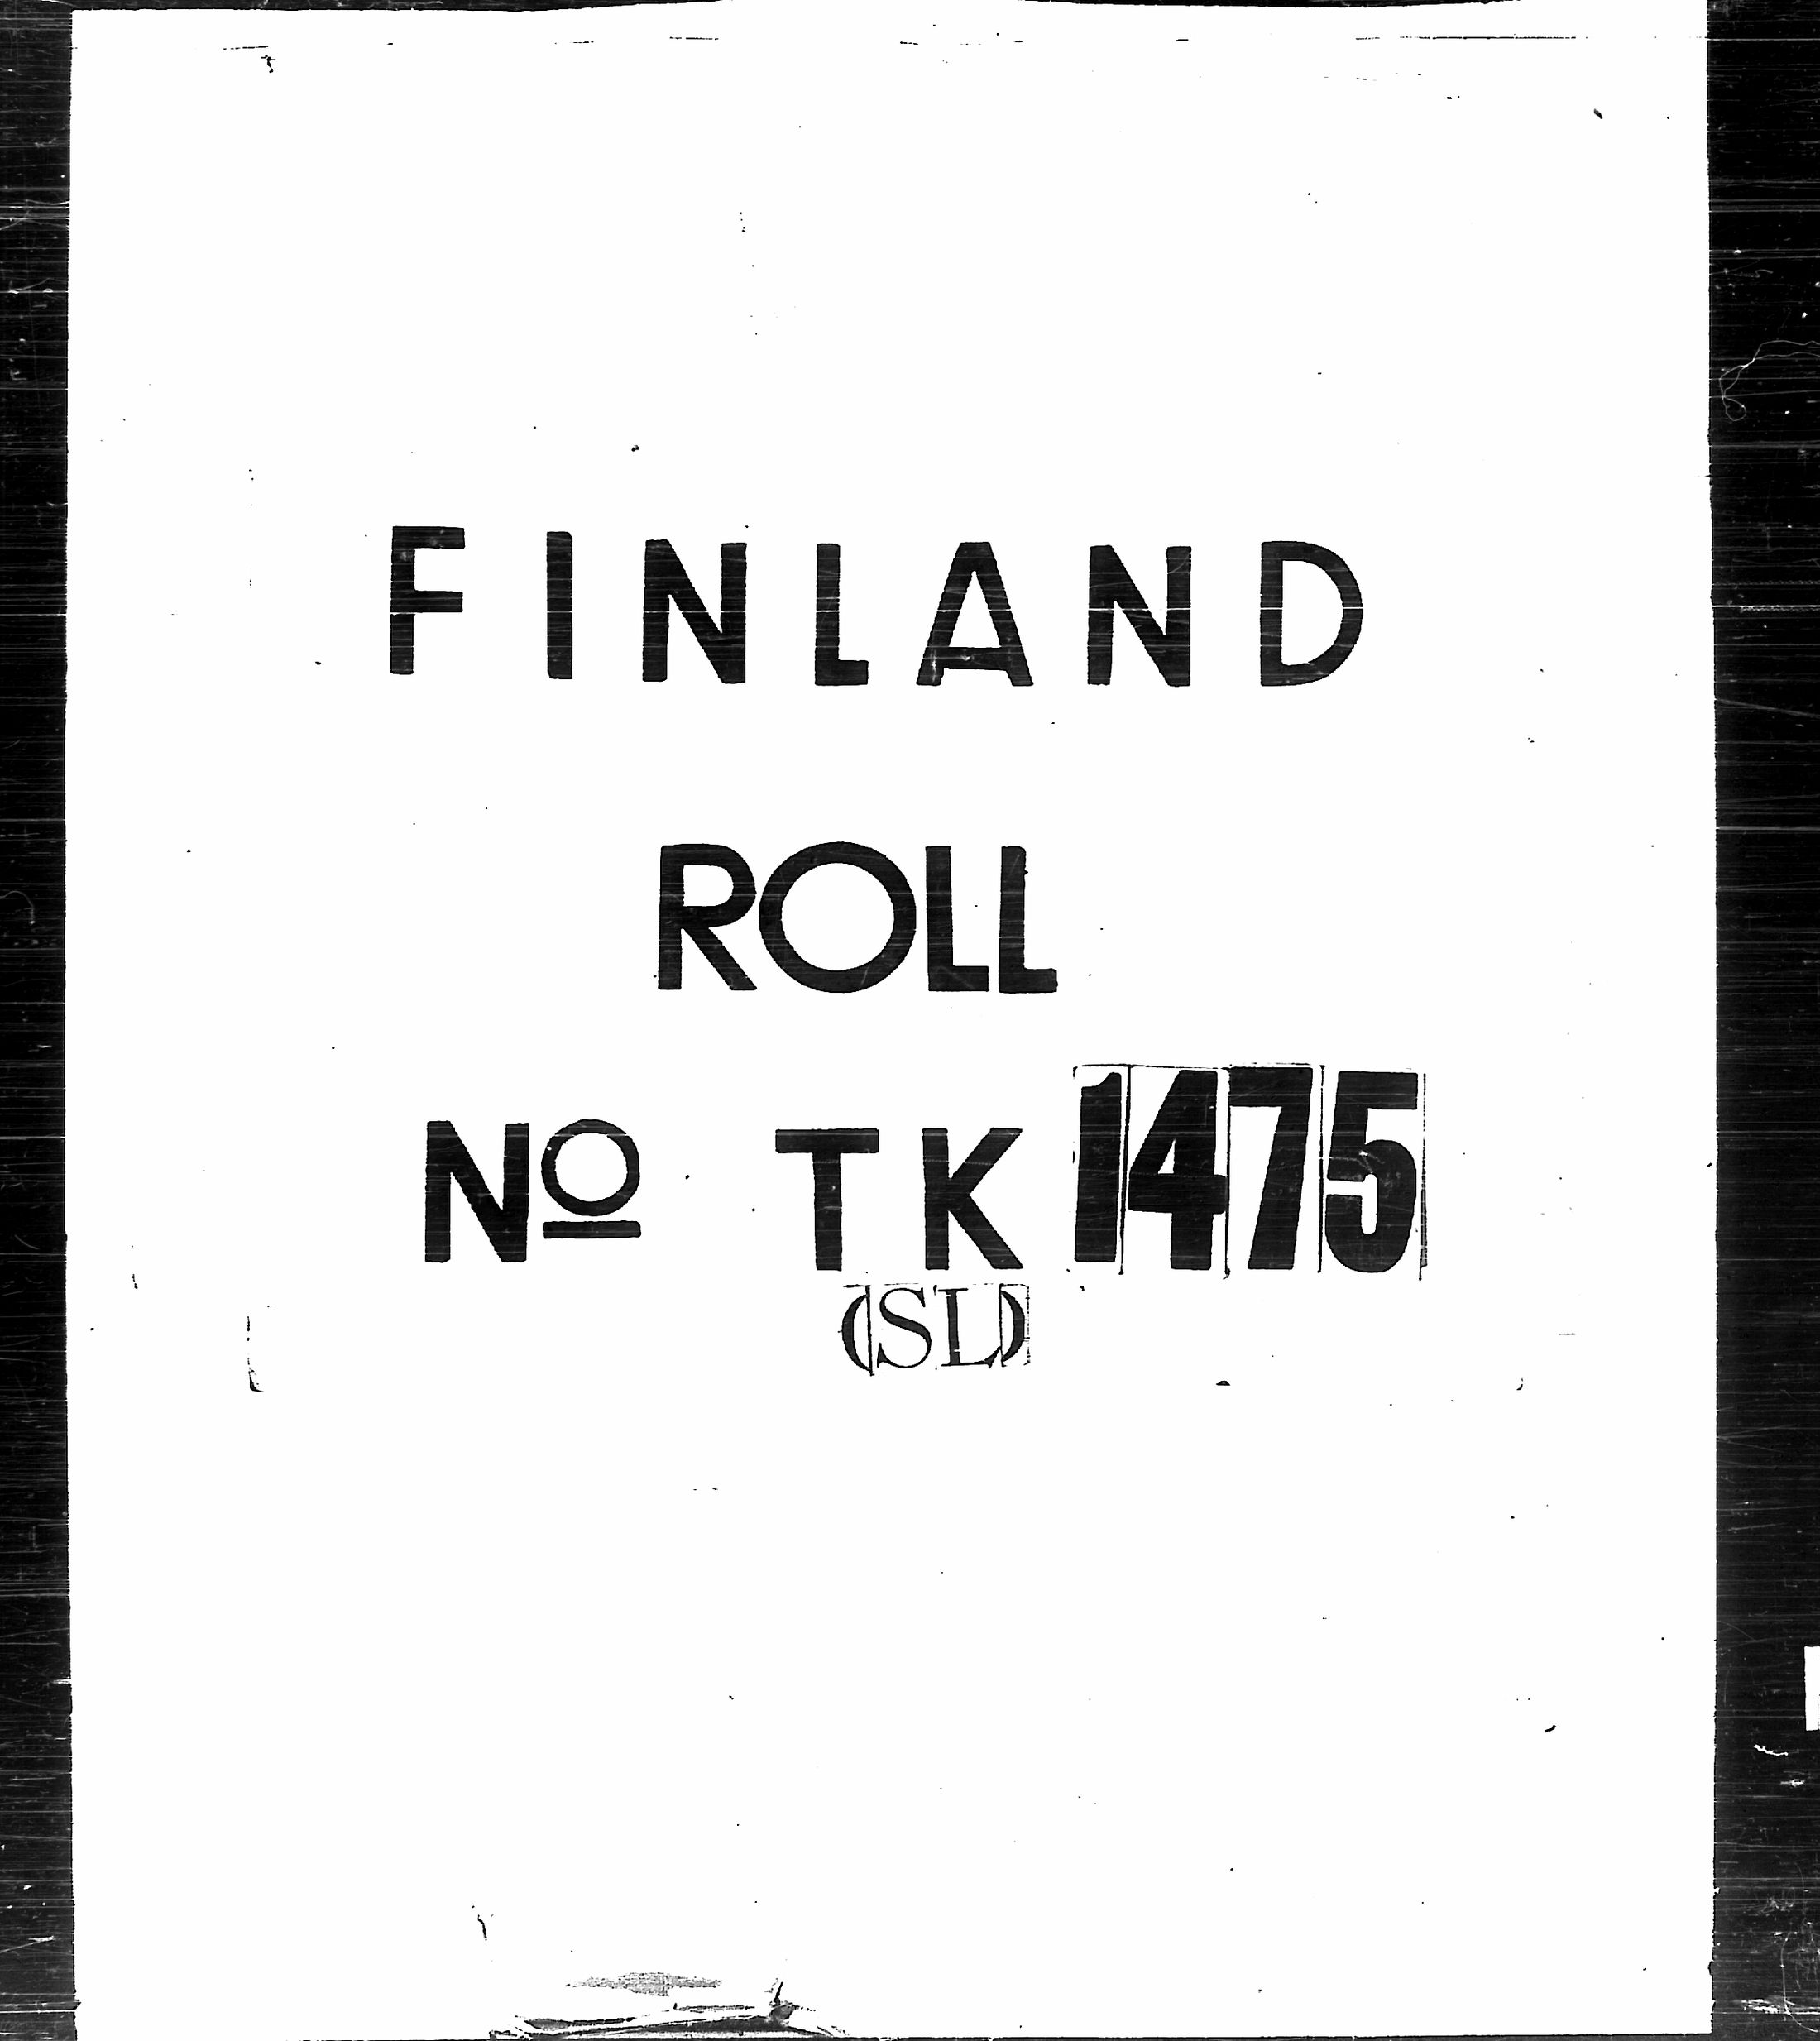 FINLAND
ROLL
Nº TK 1475
(SL)